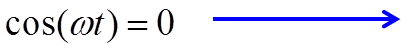 cos(ωt) = 0